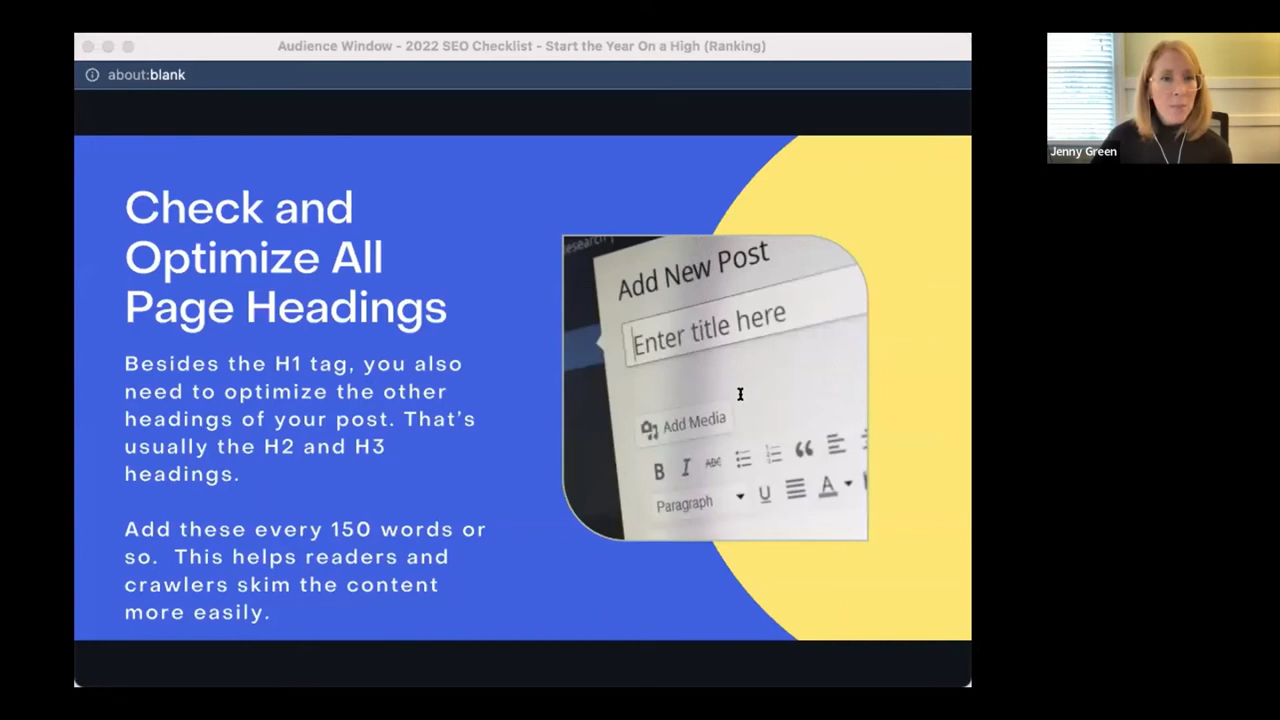 Audience Window - 2022 SEO Checklist - Start the Year On a High (Ranking)
about:blank
Check and
Optimize All
Page Headings
Besides the H1 tag, you also
need to optimize the other
headings of your post. That's
usually the H2 and H3
headings.
Add these every 150 words or
so. This helps readers and
crawlers skim the content
more easily.
Add New Post
Enter title here
Add Media
B I ABC
Paragraph U A
Jenny Green